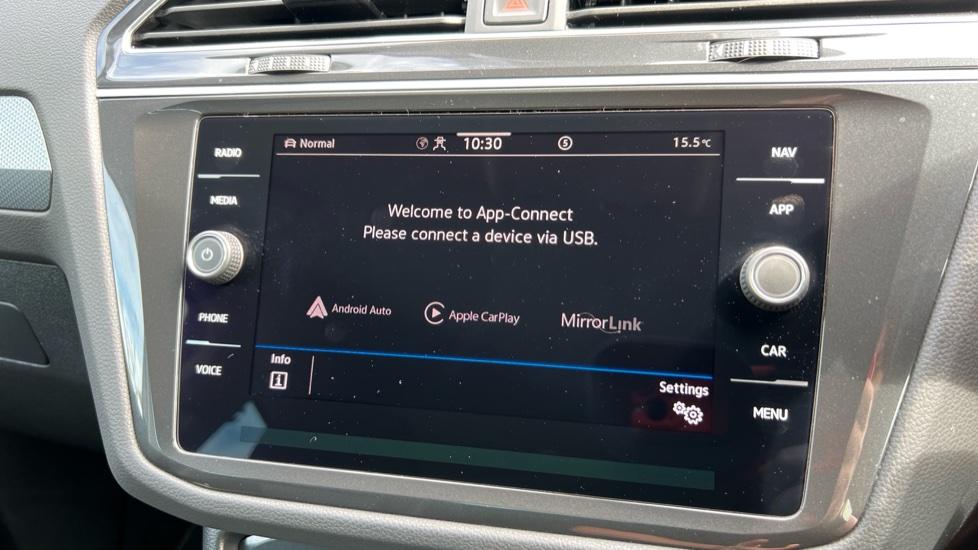 Normal
10:30
5
15.5°C
RADIO
MEDIA
PHONE
VOICE
Welcome to App-Connect
Please connect a device via USB.
Android Auto
Apple CarPlay
MirrorLink
Info
i
Settings
NAV
APP
CAR
MENU